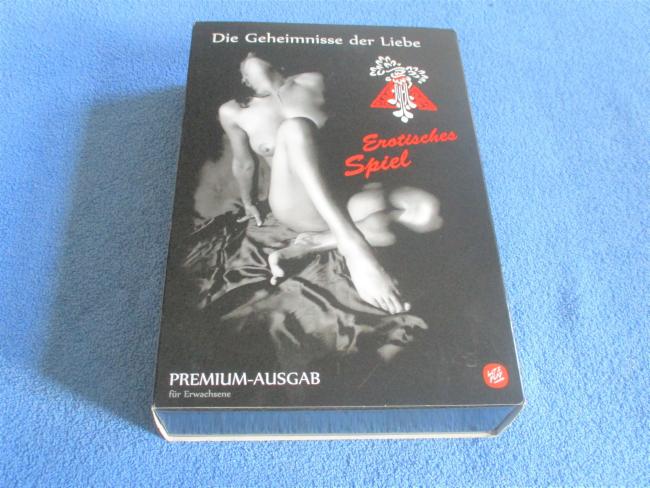 Die Geheimnisse der Liebe
Erotisches
Spiel
PREMIUM-AUSGAB
für Erwachsene